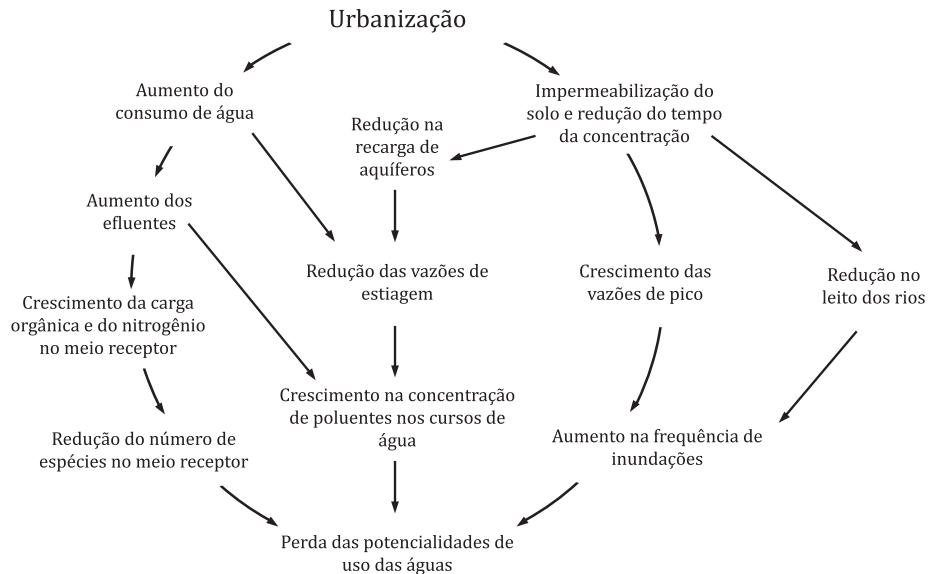 Urbanização
Aumento do
consumo de água
Impermeabilização do
solo e redução do tempo
da concentração
Redução na
recarga de
aquíferos
Aumento dos
efluentes
Redução das vazões de
estiagem
Crescimento das
vazões de pico
Redução no
leito dos rios
Crescimento da carga
orgânica e do nitrogênio
no meio receptor
Crescimento na concentração
de poluentes nos cursos de
água
Redução do número de
espécies no meio receptor
Aumento na frequência de
inundações
Perda das potencialidades de
uso das águas